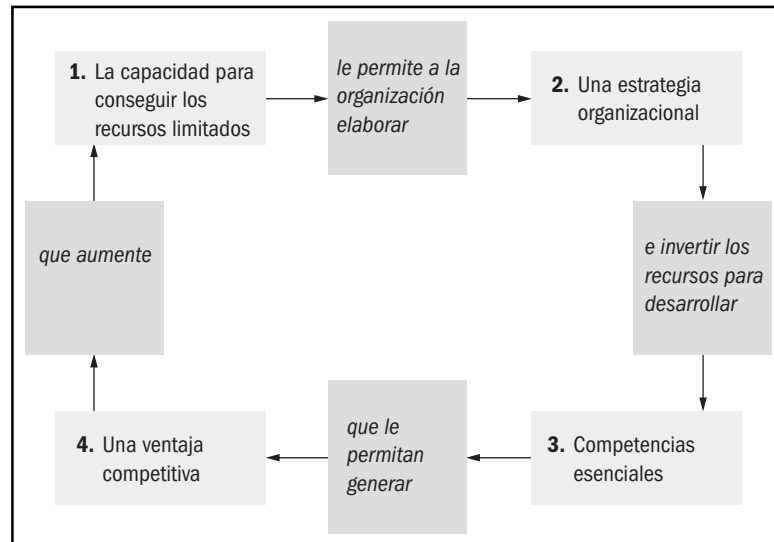 1. La capacidad para
conseguir los
recursos limitados
le permite a la
organización
elaborar
2. Una estrategia
organizacional
e invertir los
recursos para
desarrollar
3. Competencias
esenciales
que le
permitan
generar
4. Una ventaja
competitiva
que aumente